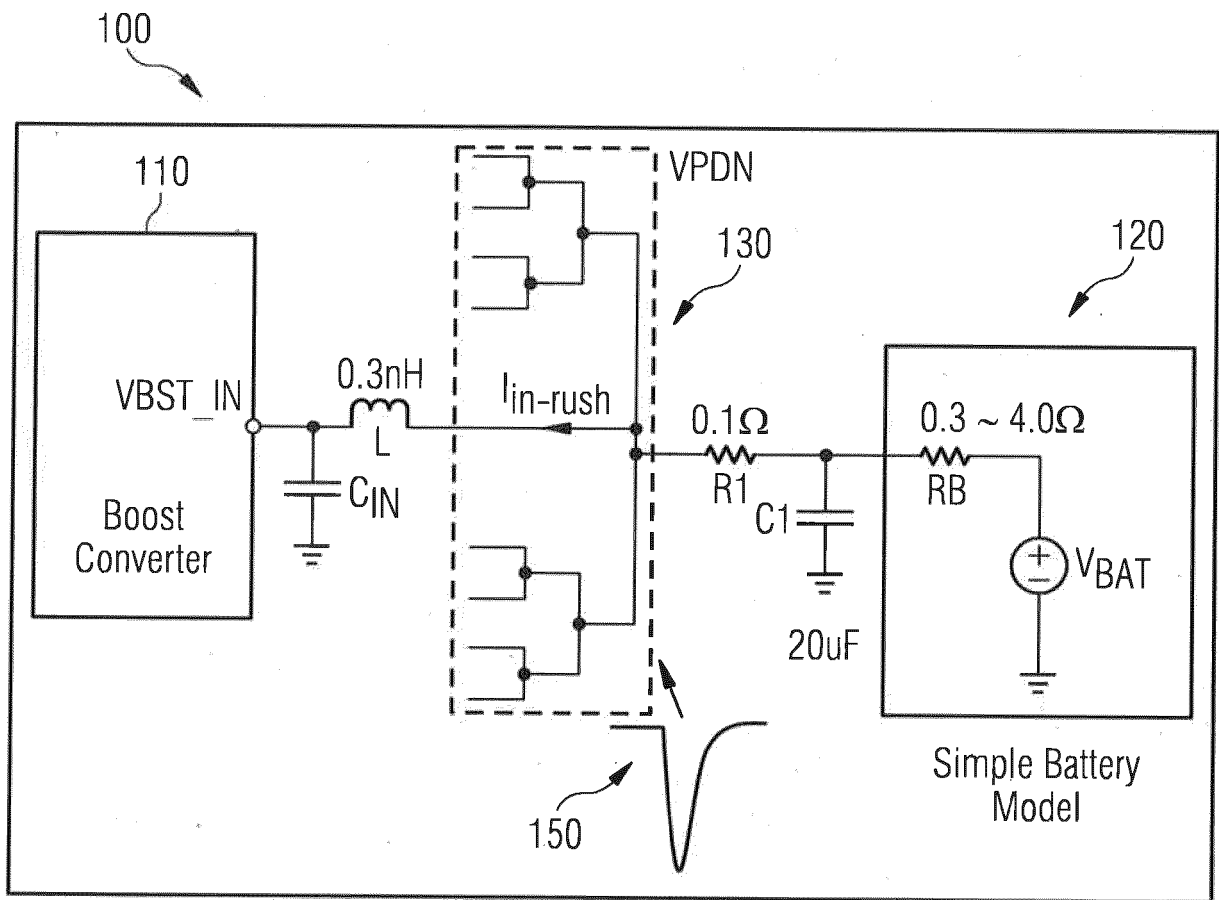 100
110
VPDN
130
120
0.3nH
VBST_IN
I in-rush
L
0.1Ω
0.3 ~ 4.0Ω
R1
RB
CIN
C1
Boost
Converter
+
−
VBAT
20uF
150
Simple Battery
Model